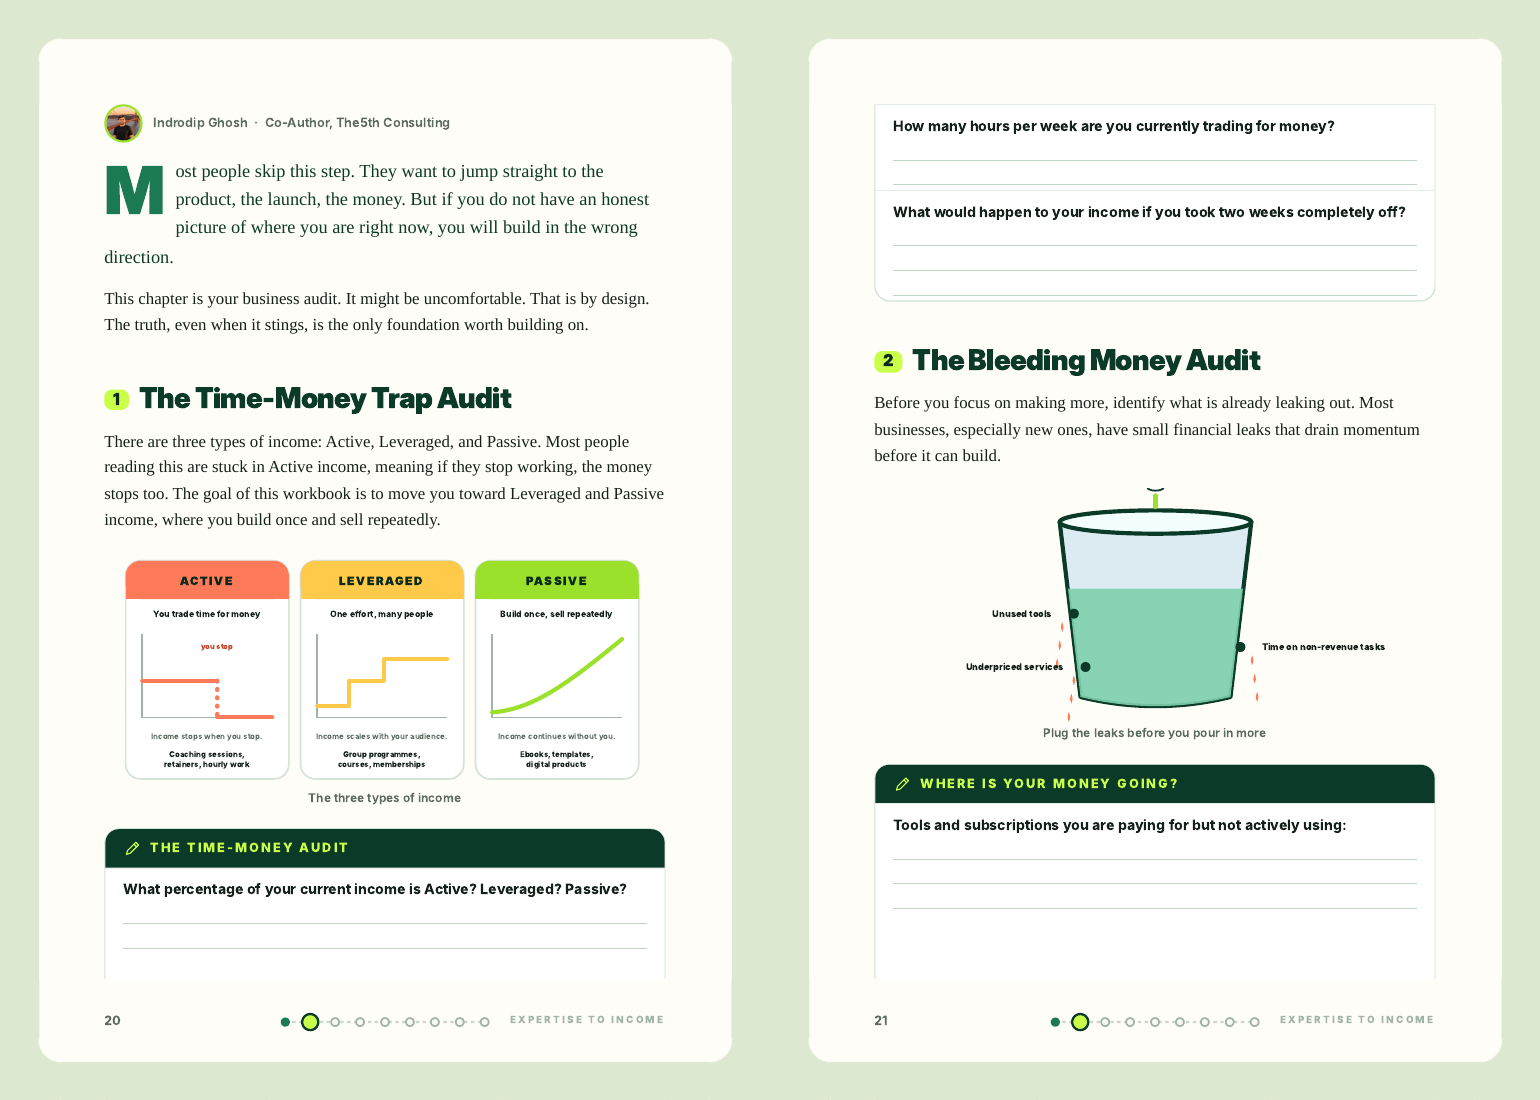 Indrodip Ghosh · Co-Author, The5th Consulting
Most people skip this step. They want to jump straight to the
product, the launch, the money. But if you do not have an honest
picture of where you are right now, you will build in the wrong
direction.
This chapter is your business audit. It might be uncomfortable. That is by design.
The truth, even when it stings, is the only foundation worth building on.
1 The Time-Money Trap Audit
There are three types of income: Active, Leveraged, and Passive. Most people
reading this are stuck in Active income, meaning if they stop working, the money
stops too. The goal of this workbook is to move you toward Leveraged and Passive
income, where you build once and sell repeatedly.
ACTIVE
You trade time for money
you stop
Income stops when you stop.
Coaching sessions,
retainers, hourly work
LEVERAGED
One effort, many people
Income scales with your audience.
Group programmes,
courses, memberships
PASSIVE
Build once, sell repeatedly
Income continues without you.
Ebooks, templates,
digital products
The three types of income
THE TIME-MONEY AUDIT
What percentage of your current income is Active? Leveraged? Passive?
20
EXPERTISE TO INCOME
How many hours per week are you currently trading for money?
What would happen to your income if you took two weeks completely off?
2 The Bleeding Money Audit
Before you focus on making more, identify what is already leaking out. Most
businesses, especially new ones, have small financial leaks that drain momentum
before it can build.
Unused tools
Time on non-revenue tasks
Underpriced services
Plug the leaks before you pour in more
WHERE IS YOUR MONEY GOING?
Tools and subscriptions you are paying for but not actively using:
21
EXPERTISE TO INCOME